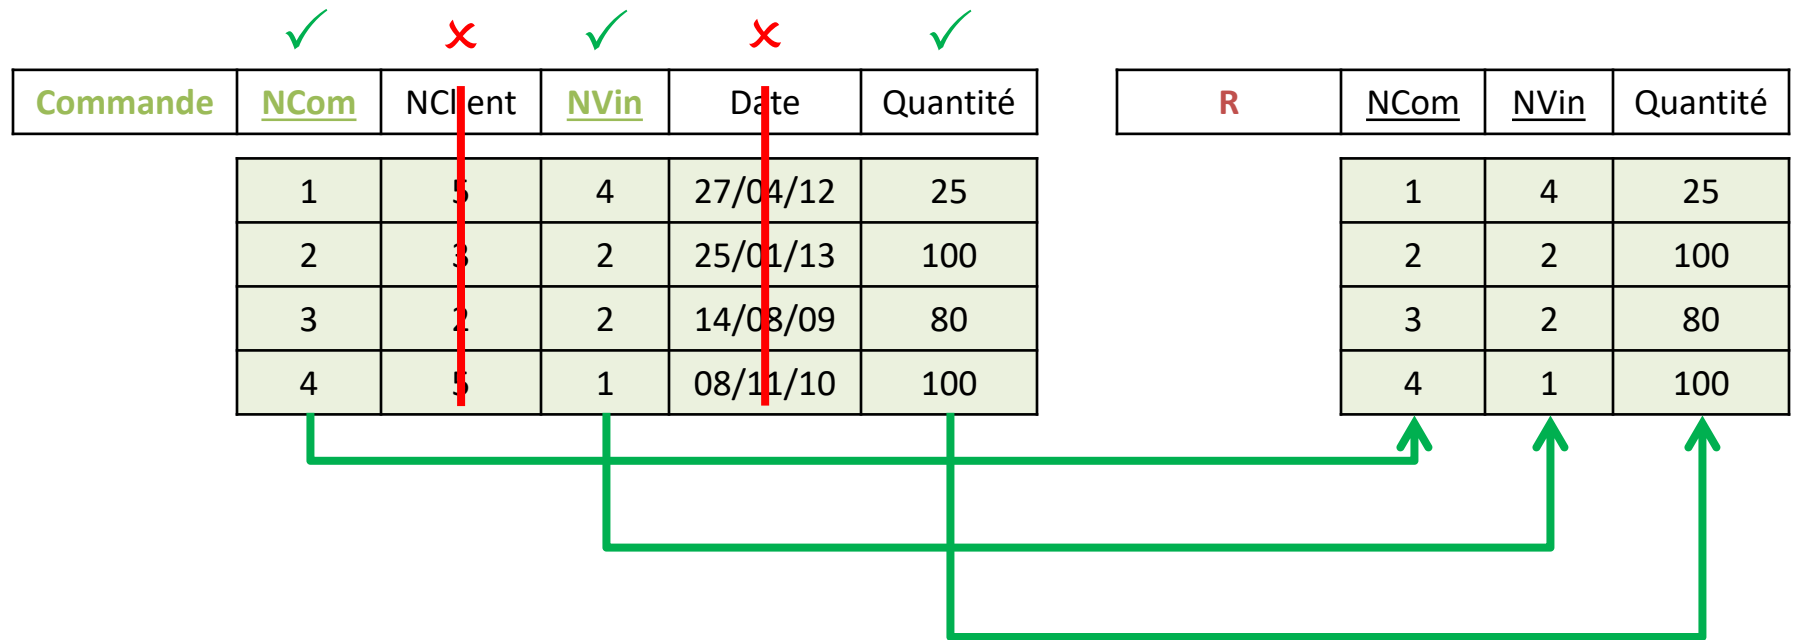 Commande NCom NClient NVin Date Quantité
1 5 4 27/04/12 25
2 3 2 25/01/13 100
3 2 2 14/08/09 80
4 5 1 08/11/10 100
R NCom NVin Quantité
1 4 25
2 2 100
3 2 80
4 1 100